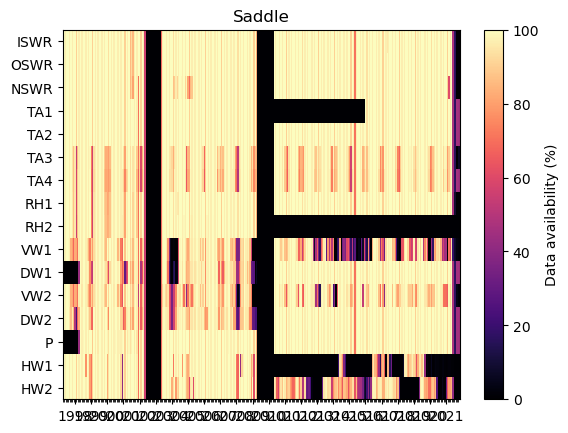 Saddle
ISWR
OSWR
NSWR
TA1
TA2
TA3
TA4
RH1
RH2
VW1
DW1
VW2
DW2
P
HW1
HW2
100
80
60
40
20
0
Data availability (%)